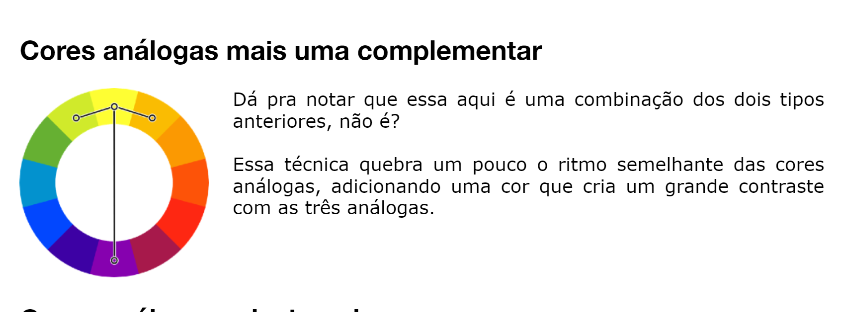 Cores análogas mais uma complementar
Dá pra notar que essa aqui é uma combinação dos dois tipos
anteriores, não é?
Essa técnica quebra um pouco o ritmo semelhante das cores
análogas, adicionando uma cor que cria um grande contraste
com as três análogas.